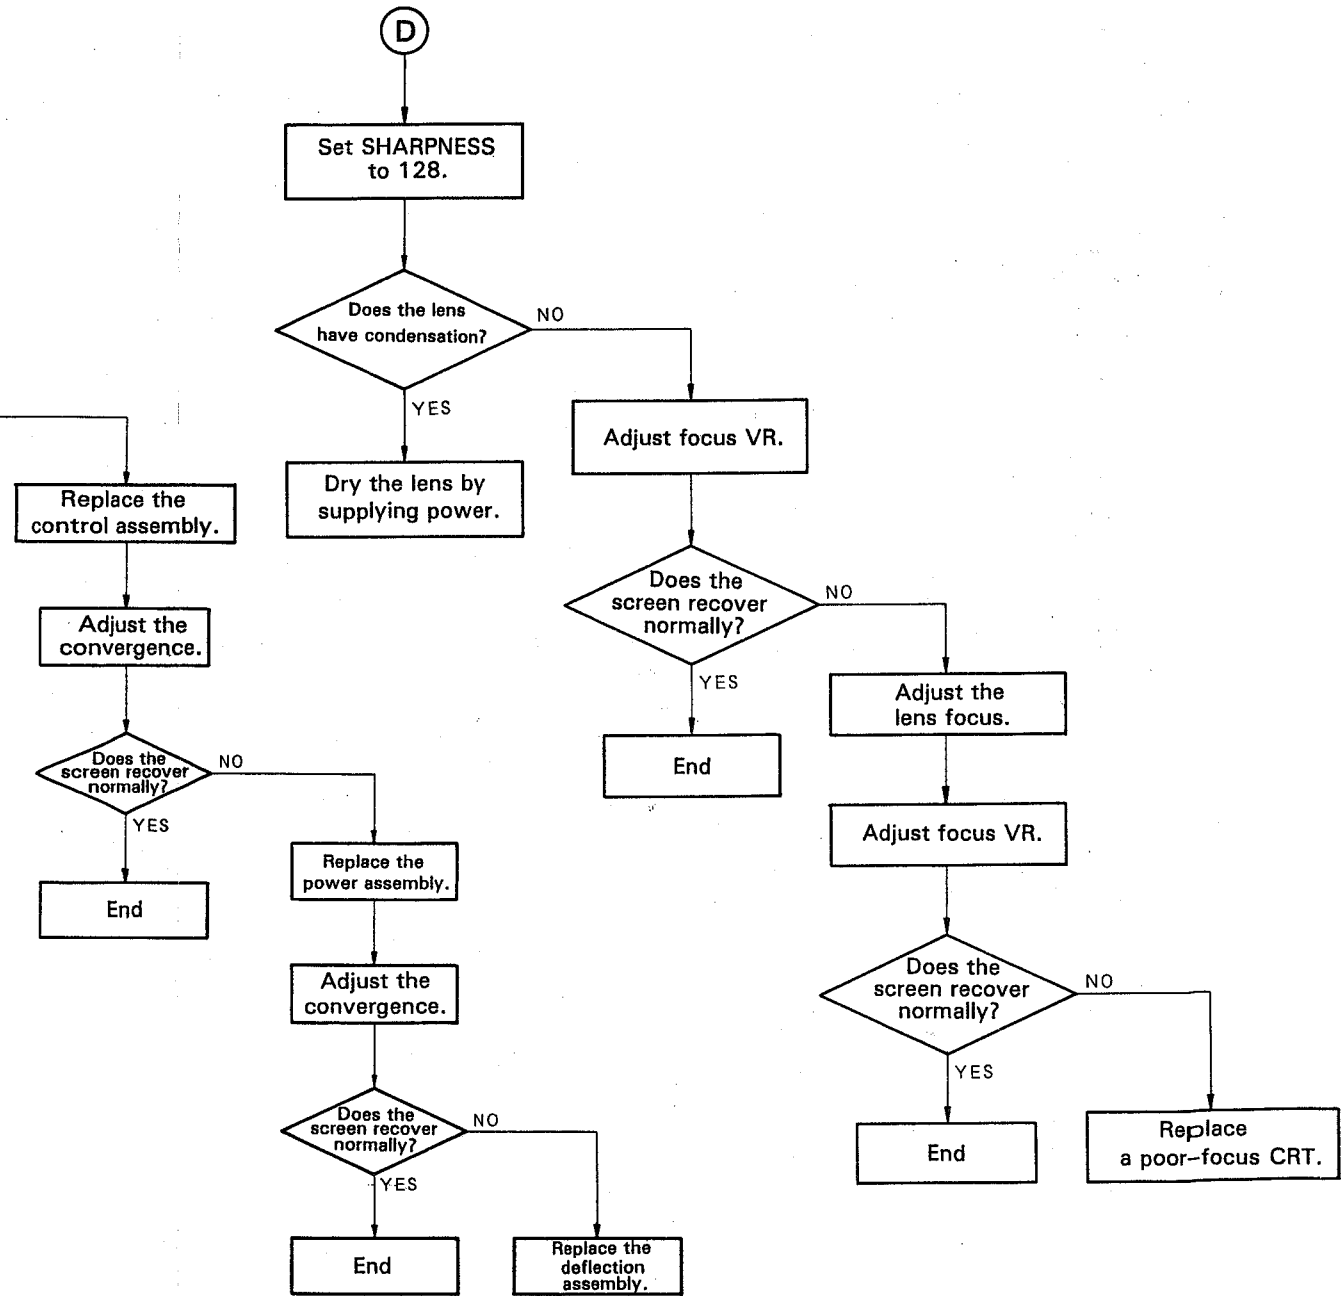 D
Set SHARPNESS
to 128.
Does the lens
have condensation?
NO
YES
Dry the lens by
supplying power.
Adjust focus VR.
Does the
screen recover
normally?
NO
YES
End
Adjust the
lens focus.
Adjust focus VR.
Does the
screen recover
normally?
NO
YES
End
Replace
a poor-focus CRT.
Replace the
control assembly.
Adjust the
convergence.
Does the
screen recover
normally?
NO
YES
End
Replace the
power assembly.
Adjust the
convergence.
Does the
screen recover
normally?
NO
YES
End
Replace the
deflection
assembly.